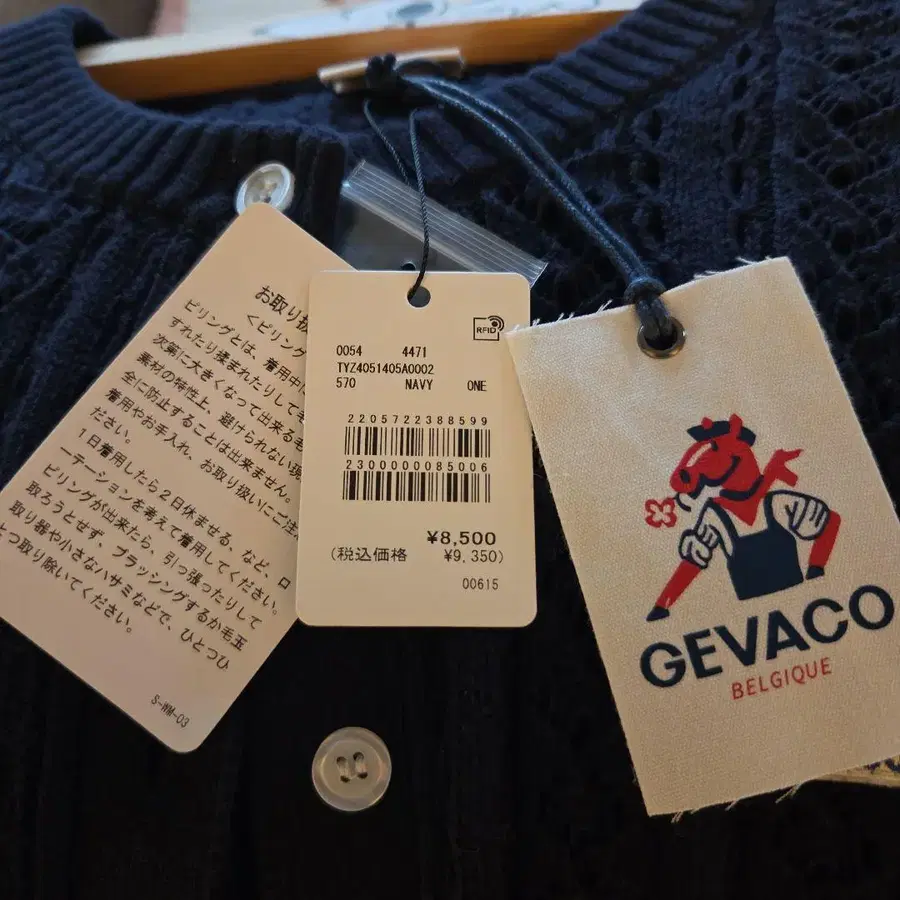 お取り扱
＜ピリング
ピリングとは、着用中に
すれたり揉まれたりして
次第に大きくなって出来る毛
素材の特性上、避けられない現
全に防止することは出来ません。
着用やお手入れ、お取り扱いにご注
ださい。
1日着用したら2日休ませる、など、ロ
ーテーションを考えて着用してください。
ピリングが出来たら、引っ張ったりして
取ろうとせず、ブラッシングするか毛玉
取り器や小さなハサミなどで、ひとつひ
とつ取り除いてください。
S-WM-03
RFID
0054 4471
TYZ4051405A0002
570 NAVY ONE
2205722388599
2300000085006
¥8,500
(税込価格 ¥9,350)
00615
GEVACO
BELGIQUE